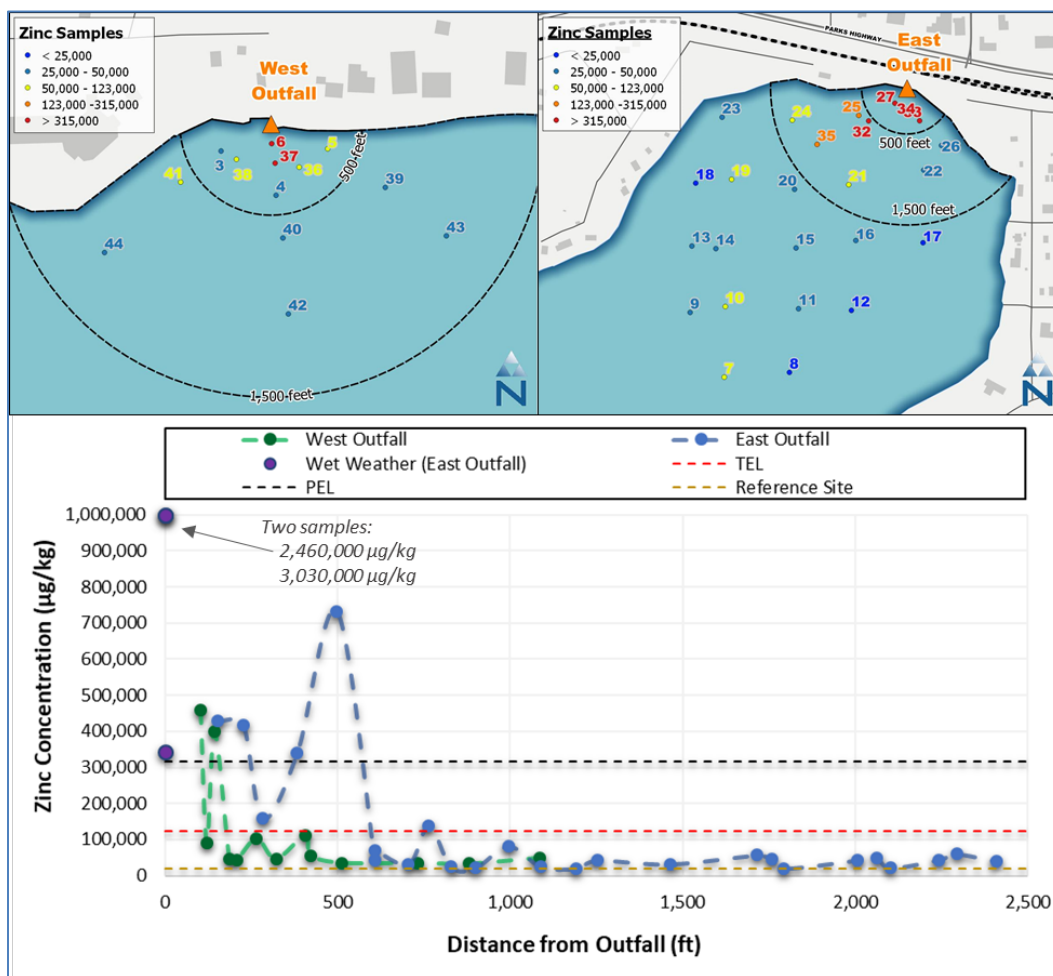 Zinc Samples
< 25,000
25,000 - 50,000
50,000 - 123,000
123,000 -315,000
> 315,000
West
Outfall
6
5
3
37
38
36
41
4
39
500 feet
40
43
44
42
1,500 feet
N
Zinc Samples
< 25,000
25,000 - 50,000
50,000 - 123,000
123,000 -315,000
> 315,000
PARKS HIGHWAY
East
Outfall
23
24
25
27
34
32
35
500 feet
26
18
19
20
21
22
1,500 feet
13
14
15
16
17
9
10
11
12
7
8
N
West Outfall
East Outfall
Wet Weather (East Outfall)
TEL
PEL
Reference Site
Zinc Concentration (µg/kg)
1,000,000
900,000
800,000
700,000
600,000
500,000
400,000
300,000
200,000
100,000
0
Two samples:
2,460,000 µg/kg
3,030,000 µg/kg
0
500
1,000
1,500
2,000
2,500
Distance from Outfall (ft)